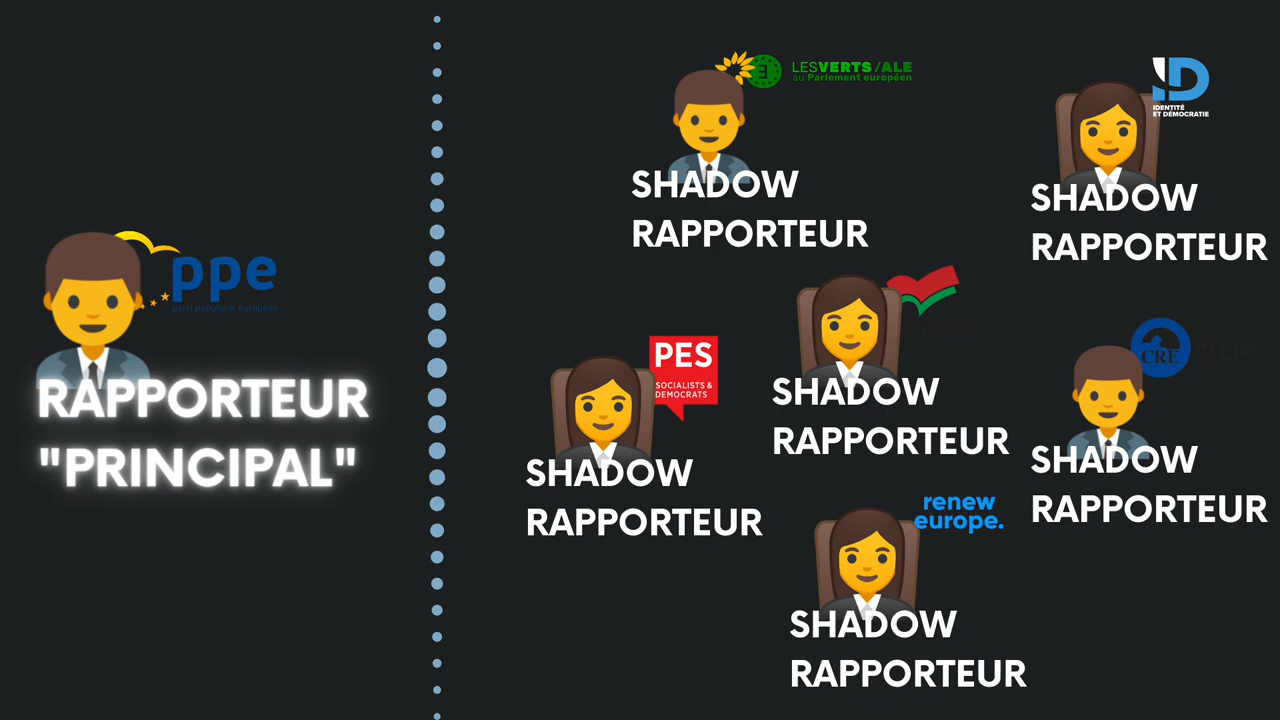 ppe
parti populaire européen
RAPPORTEUR
"PRINCIPAL"
LESVERTS/ALE
au Parlement européen
SHADOW
RAPPORTEUR
ID
IDENTITÉ
ET DÉMOCRATIE
SHADOW
RAPPORTEUR
SHADOW
RAPPORTEUR
PES
SOCIALISTS &
DEMOCRATS
SHADOW
RAPPORTEUR
CRE
SHADOW
RAPPORTEUR
renew
europe.
SHADOW
RAPPORTEUR